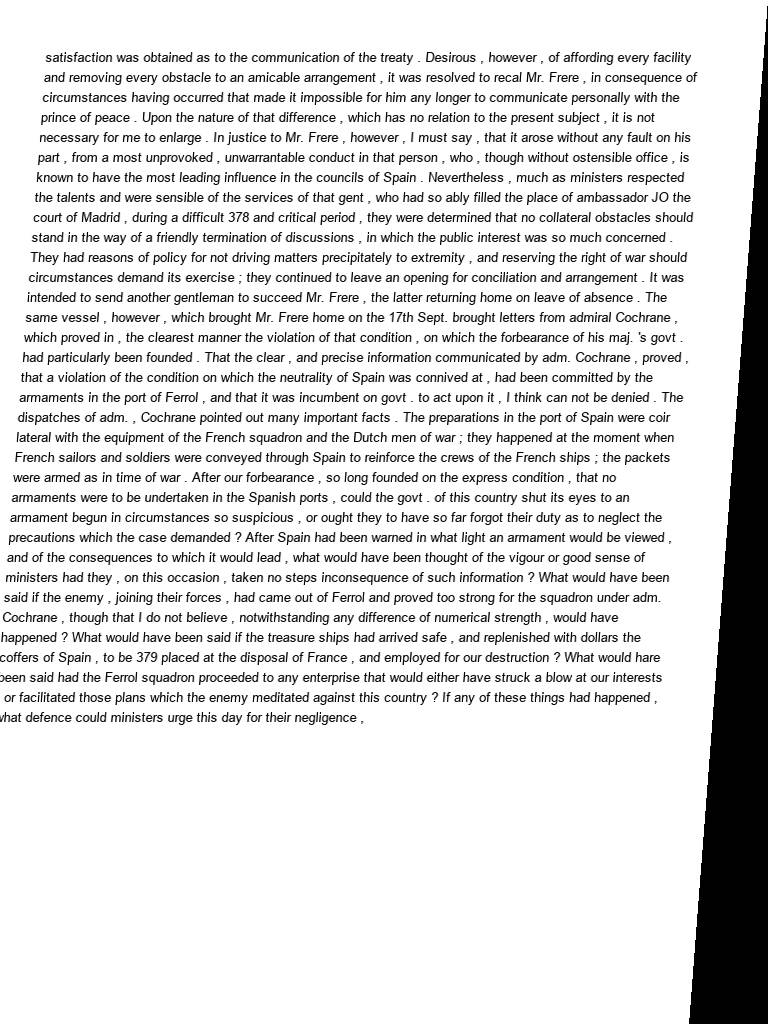 satisfaction was obtained as to the communication of the treaty . Desirous , however , of affording every facility
and removing every obstacle to an amicable arrangement , it was resolved to recal Mr. Frere , in consequence of
circumstances having occurred that made it impossible for him any longer to communicate personally with the
prince of peace . Upon the nature of that difference , which has no relation to the present subject , it is not
necessary for me to enlarge . In justice to Mr. Frere , however , I must say , that it arose without any fault on his
part , from a most unprovoked , unwarrantable conduct in that person , who , though without ostensible office , is
known to have the most leading influence in the councils of Spain . Nevertheless , much as ministers respected
the talents and were sensible of the services of that gent , who had so ably filled the place of ambassador JO the
court of Madrid , during a difficult 378 and critical period , they were determined that no collateral obstacles should
stand in the way of a friendly termination of discussions , in which the public interest was so much concerned .
They had reasons of policy for not driving matters precipitately to extremity , and reserving the right of war should
circumstances demand its exercise ; they continued to leave an opening for conciliation and arrangement . It was
intended to send another gentleman to succeed Mr. Frere , the latter returning home on leave of absence . The
same vessel , however , which brought Mr. Frere home on the 17th Sept. brought letters from admiral Cochrane ,
which proved in , the clearest manner the violation of that condition , on which the forbearance of his maj. 's govt .
had particularly been founded . That the clear , and precise information communicated by adm. Cochrane , proved ,
that a violation of the condition on which the neutrality of Spain was connived at , had been committed by the
armaments in the port of Ferrol , and that it was incumbent on govt . to act upon it , I think can not be denied . The
dispatches of adm. , Cochrane pointed out many important facts . The preparations in the port of Spain were coir
lateral with the equipment of the French squadron and the Dutch men of war ; they happened at the moment when
French sailors and soldiers were conveyed through Spain to reinforce the crews of the French ships ; the packets
were armed as in time of war . After our forbearance , so long founded on the express condition , that no
armaments were to be undertaken in the Spanish ports , could the govt . of this country shut its eyes to an
armament begun in circumstances so suspicious , or ought they to have so far forgot their duty as to neglect the
precautions which the case demanded ? After Spain had been warned in what light an armament would be viewed ,
and of the consequences to which it would lead , what would have been thought of the vigour or good sense of
ministers had they , on this occasion , taken no steps inconsequence of such information ? What would have been
said if the enemy , joining their forces , had came out of Ferrol and proved too strong for the squadron under adm.
Cochrane , though that I do not believe , notwithstanding any difference of numerical strength , would have
happened ? What would have been said if the treasure ships had arrived safe , and replenished with dollars the
coffers of Spain , to be 379 placed at the disposal of France , and employed for our destruction ? What would hare
been said had the Ferrol squadron proceeded to any enterprise that would either have struck a blow at our interests
or facilitated those plans which the enemy meditated against this country ? If any of these things had happened ,
what defence could ministers urge this day for their negligence ,